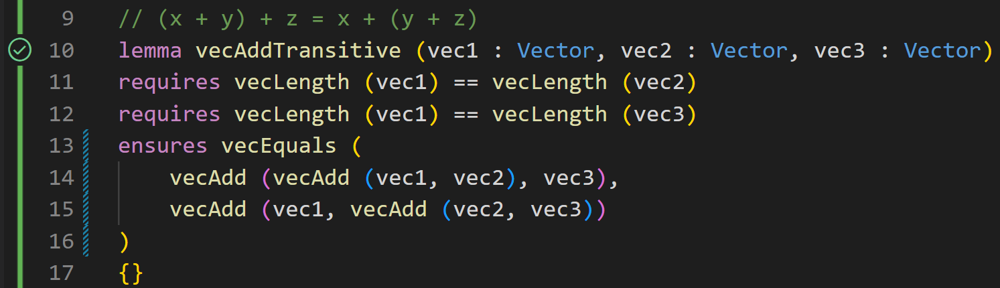 9 // (x + y) + z = x + (y + z)
10 lemma vecAddTransitive (vec1 : Vector, vec2 : Vector, vec3 : Vector)
11 requires vecLength (vec1) == vecLength (vec2)
12 requires vecLength (vec1) == vecLength (vec3)
13 ensures vecEquals (
14     vecAdd (vecAdd (vec1, vec2), vec3),
15     vecAdd (vec1, vecAdd (vec2, vec3))
16 )
17 {}